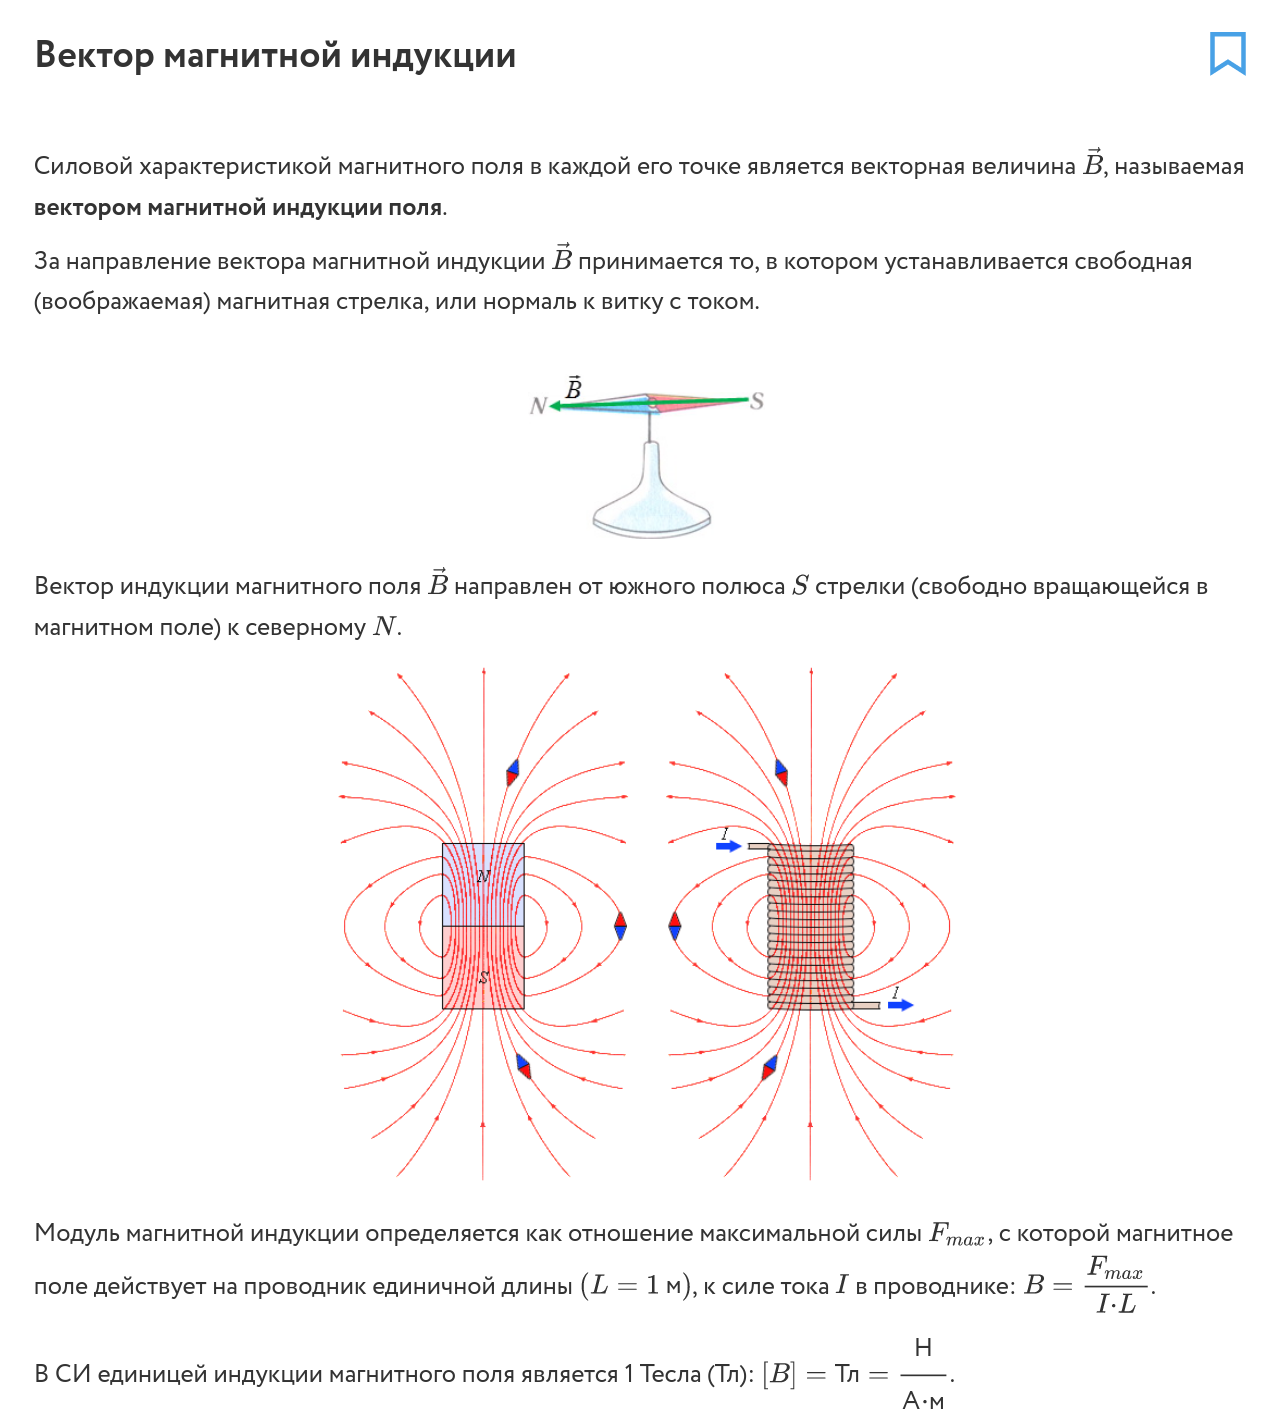 Вектор магнитной индукции
Силовой характеристикой магнитного поля в каждой его точке является векторная величина $\vec{B}$, называемая
вектором магнитной индукции поля.
За направление вектора магнитной индукции $\vec{B}$ принимается то, в котором устанавливается свободная
(воображаемая) магнитная стрелка, или нормаль к витку с током.
N $\vec{B}$ S
Вектор индукции магнитного поля $\vec{B}$ направлен от южного полюса S стрелки (свободно вращающейся в
магнитном поле) к северному N.
I
N
S
I
Модуль магнитной индукции определяется как отношение максимальной силы $F_{max}$, с которой магнитное
поле действует на проводник единичной длины (L = 1 м), к силе тока I в проводнике: $B = \frac{F_{max}}{I \cdot L}$.
В СИ единицей индукции магнитного поля является 1 Тесла (Тл): $[B] = Тл = \frac{Н}{А \cdot м}$.